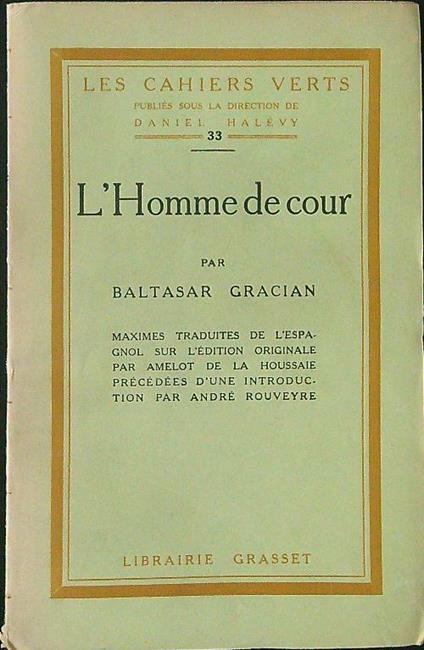 LES CAHIERS VERTS
PUBLIÉS SOUS LA DIRECTION DE
DANIEL HALÉVY
33
L'Homme de cour
PAR
BALTASAR GRACIAN
MAXIMES TRADUITES DE L'ESPA-
GNOL SUR L'ÉDITION ORIGINALE
PAR AMELOT DE LA HOUSSAIE
PRÉCÉDÉES D'UNE INTRODUC-
TION PAR ANDRÉ ROUVEYRE
LIBRAIRIE GRASSET